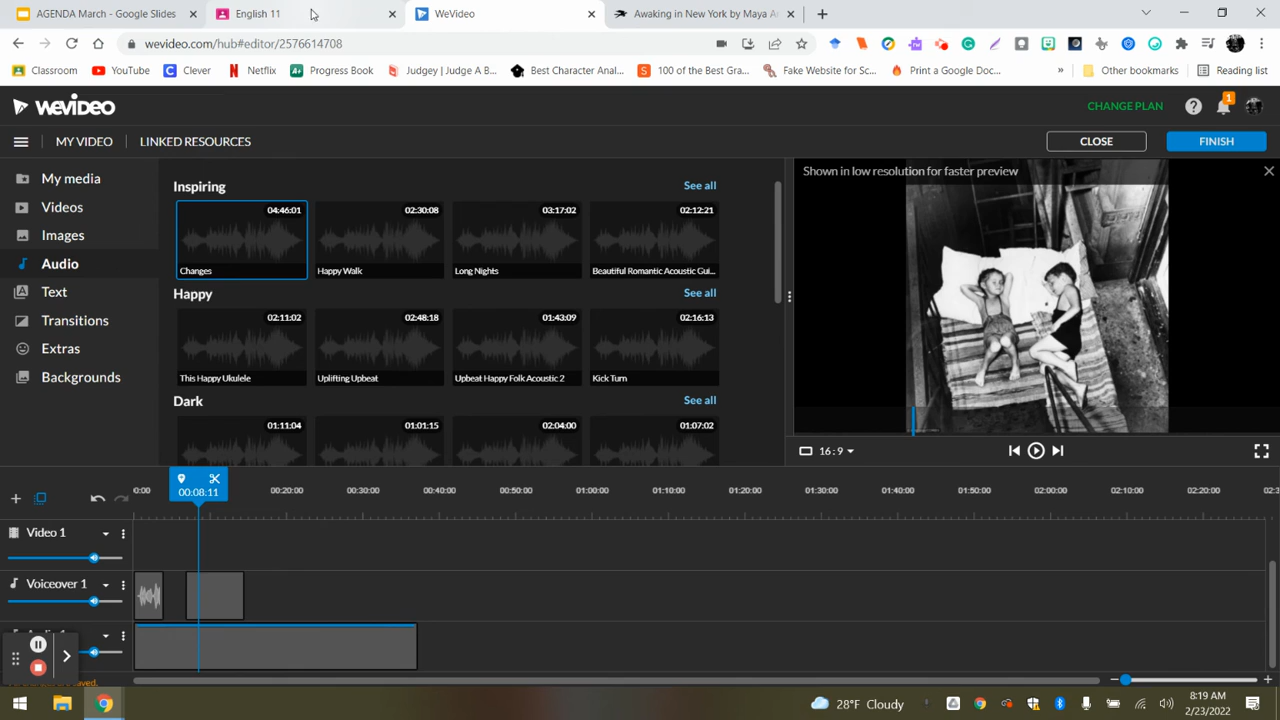 AGENDA March - Google Slides
English 11
WeVideo
Awaking in New York by Maya A
wevideo.com/hub#editor/2576614708
Classroom
YouTube
Clever
Netflix
Progress Book
Judgey | Judge A B...
Best Character Anal...
100 of the Best Gra...
Fake Website for Sc...
Print a Google Doc...
»
Other bookmarks
Reading list
WEVIDEO
CHANGE PLAN
1
MY VIDEO
LINKED RESOURCES
CLOSE
FINISH
My media
Videos
Images
Audio
Text
Transitions
Extras
Backgrounds
Inspiring
See all
04:46:01
02:30:08
03:17:02
02:12:21
Changes
Happy Walk
Long Nights
Beautiful Romantic Acoustic Gui...
Happy
See all
02:11:02
02:48:18
01:43:09
02:16:13
This Happy Ukulele
Uplifting Upbeat
Upbeat Happy Folk Acoustic 2
Kick Turn
Dark
See all
01:11:04
01:01:15
02:04:00
01:07:02
Shown in low resolution for faster preview
16:9
00:08:11
0:00
00:20:00
00:30:00
00:40:00
00:50:00
01:00:00
01:10:00
01:20:00
01:30:00
01:40:00
01:50:00
02:00:00
02:10:00
02:20:00
Video 1
Voiceover 1
28°F Cloudy
8:19 AM
2/23/2022